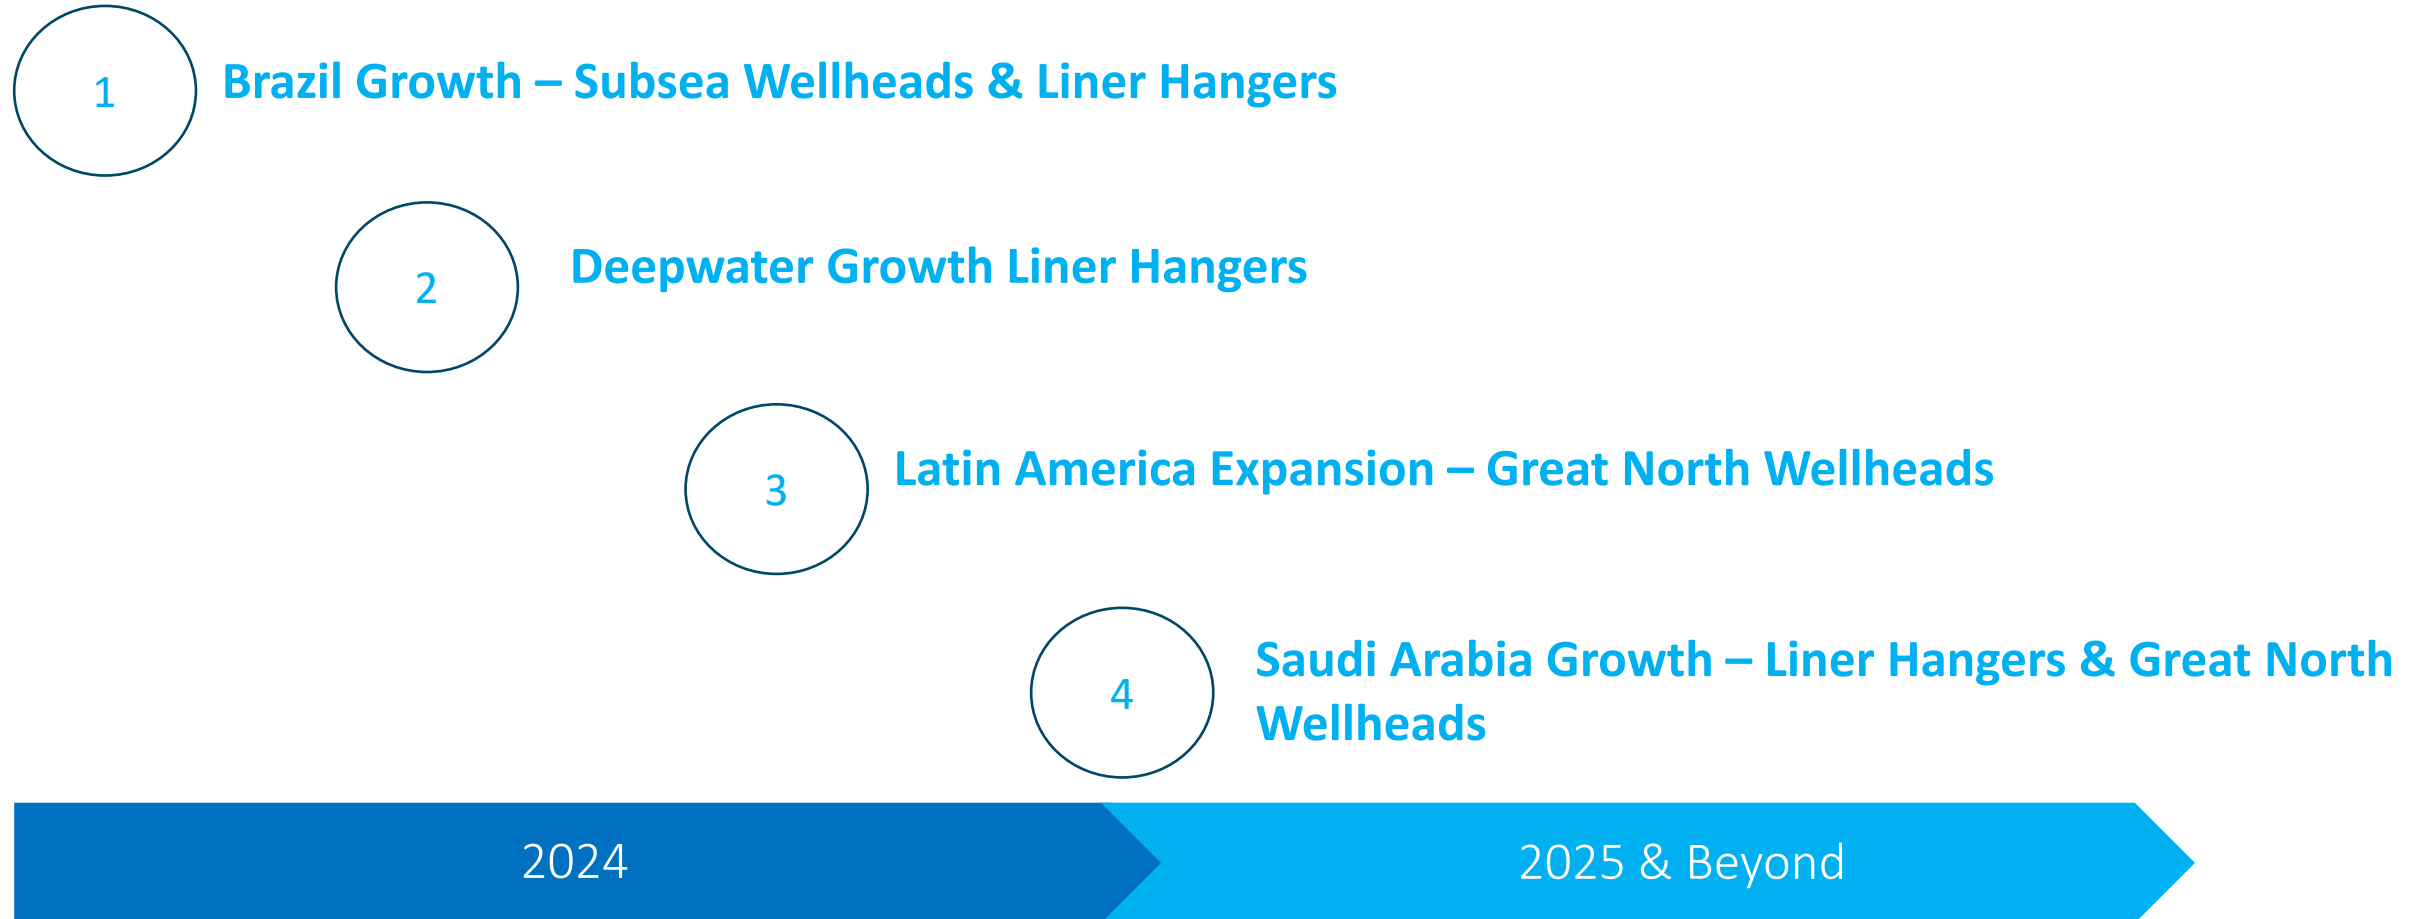 1
Brazil Growth – Subsea Wellheads & Liner Hangers
2
Deepwater Growth Liner Hangers
3
Latin America Expansion – Great North Wellheads
4
Saudi Arabia Growth – Liner Hangers & Great North
Wellheads
2024
2025 & Beyond